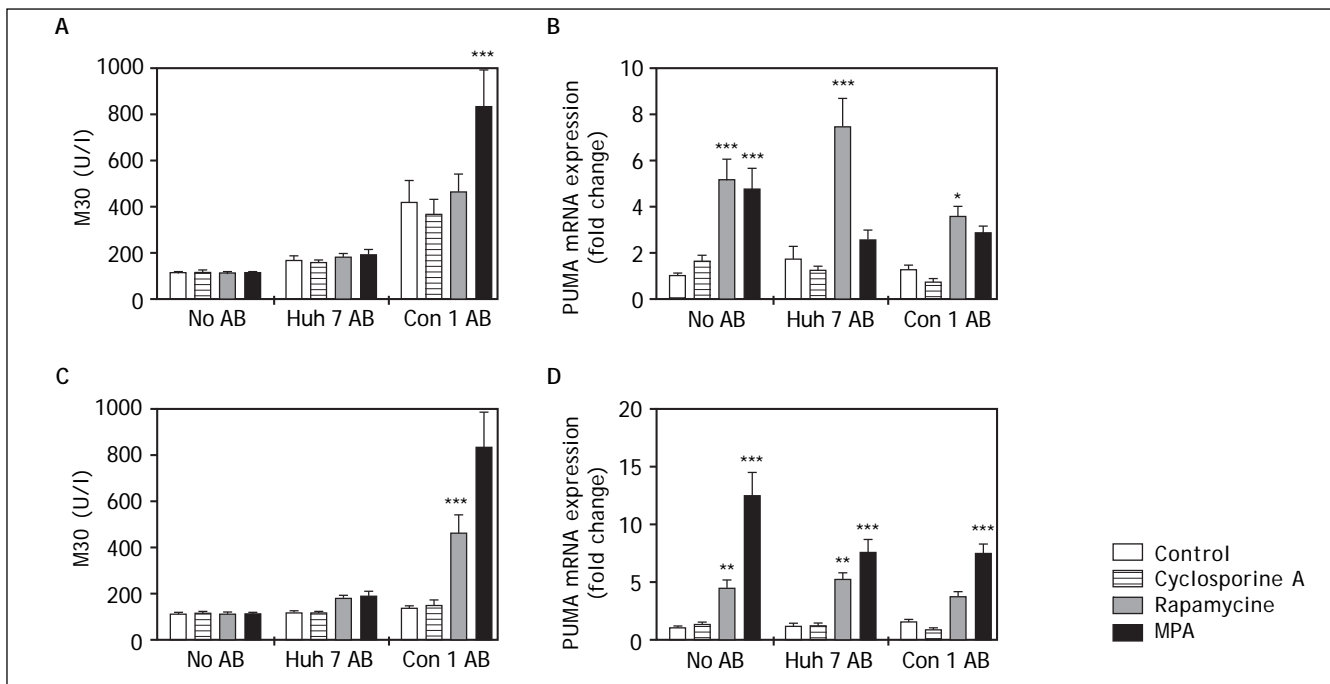 A
M30 (U/l)
1000
800
600
400
200
0
***
No AB
Huh 7 AB
Con 1 AB
B
PUMA mRNA expression
(fold change)
10
8
6
4
2
0
***
***
***
*
No AB
Huh 7 AB
Con 1 AB
C
M30 (U/l)
1000
800
600
400
200
0
***
No AB
Huh 7 AB
Con 1 AB
D
PUMA mRNA expression
(fold change)
20
15
10
5
0
**
***
**
***
***
No AB
Huh 7 AB
Con 1 AB
Control
Cyclosporine A
Rapamycine
MPA